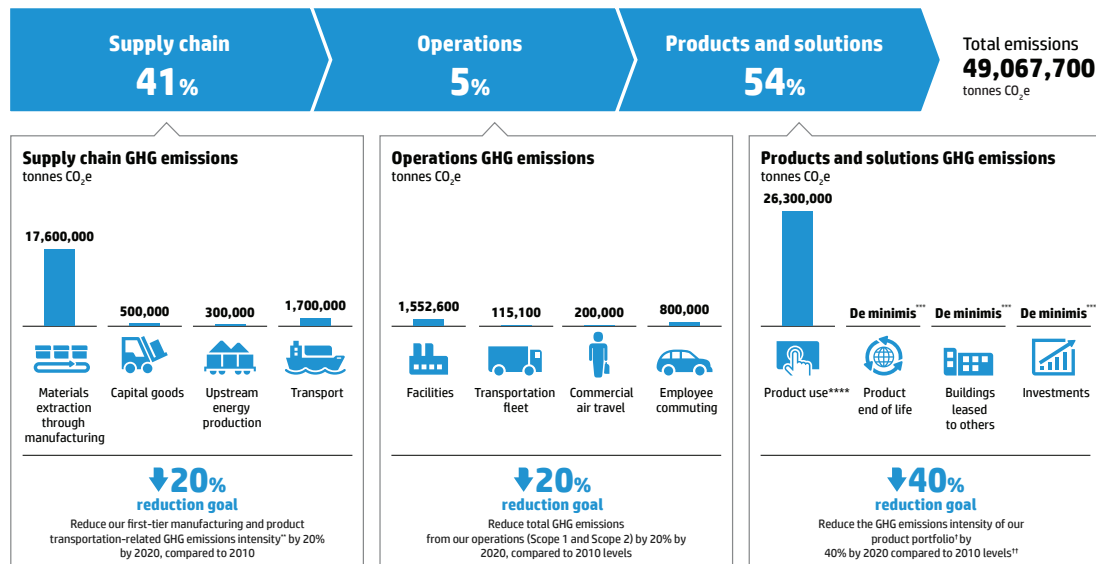 Supply chain
41%
Operations
5%
Products and solutions
54%
Total emissions
49,067,700
tonnes CO₂e
Supply chain GHG emissions
tonnes CO₂e
17,600,000
500,000
300,000
1,700,000
Materials
extraction
through
manufacturing
Capital goods
Upstream
energy
production
Transport
20%
reduction goal
Reduce our first-tier manufacturing and product
transportation-related GHG emissions intensity** by 20%
by 2020, compared to 2010
Operations GHG emissions
tonnes CO₂e
1,552,600
115,100
200,000
800,000
Facilities
Transportation
fleet
Commercial
air travel
Employee
commuting
20%
reduction goal
Reduce total GHG emissions
from our operations (Scope 1 and Scope 2) by 20% by
2020, compared to 2010 levels
Products and solutions GHG emissions
tonnes CO₂e
26,300,000
De minimis***
De minimis***
De minimis***
Product use****
Product
end of life
Buildings
leased
to others
Investments
40%
reduction goal
Reduce the GHG emissions intensity of our
product portfolio† by
40% by 2020 compared to 2010 levels††